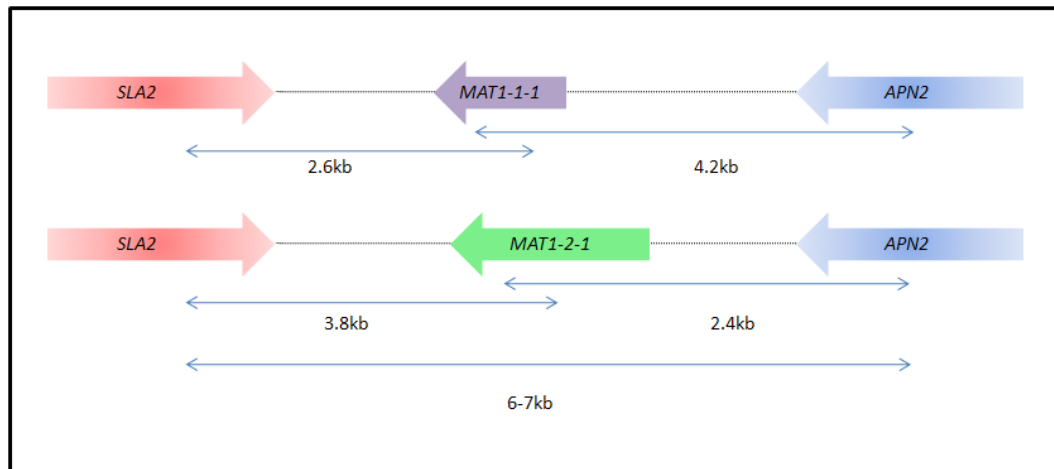 SLA2 MAT1-1-1 APN2
2.6kb 4.2kb
SLA2 MAT1-2-1 APN2
3.8kb 2.4kb
6-7kb